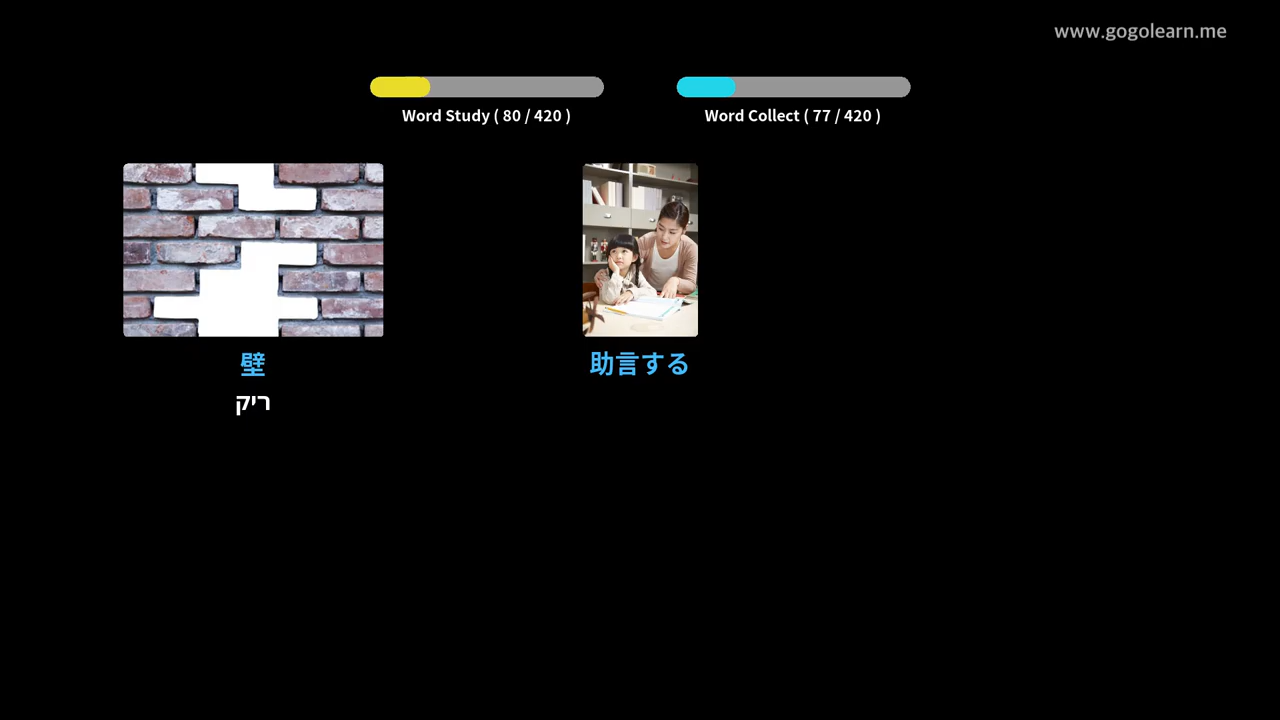 www.gogolearn.me
Word Study ( 80 / 420 )
Word Collect ( 77 / 420 )
壁
ריק
助言する